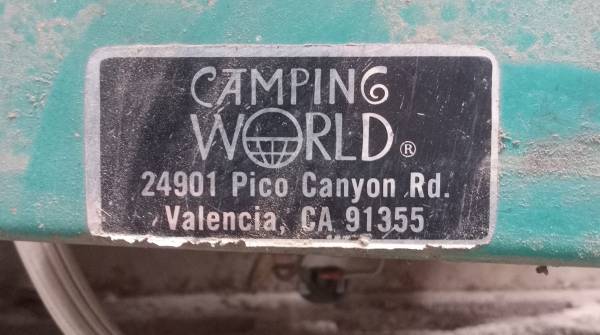 CAMPING
WORLD®
24901 Pico Canyon Rd.
Valencia, CA 91355